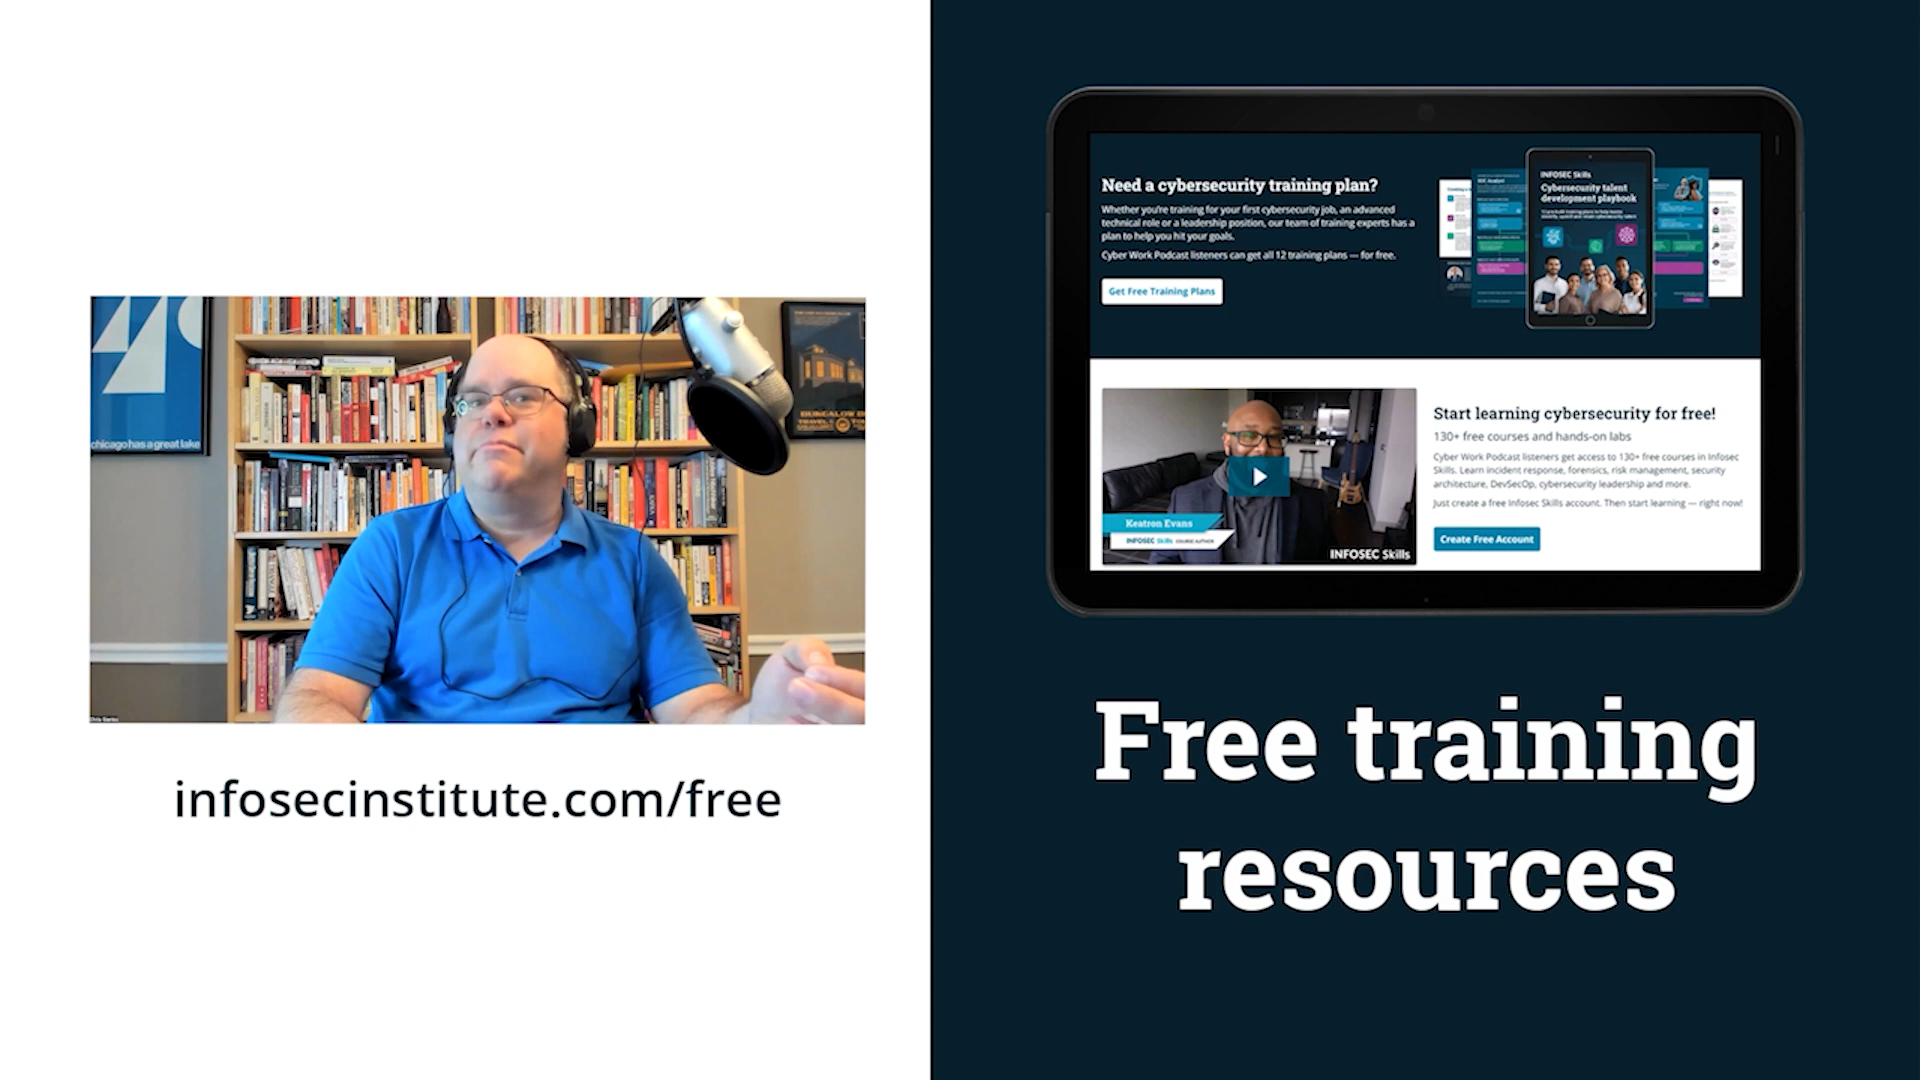 chicago has a great lake
BUNGALOW
infosecinstitute.com/free
Need a cybersecurity training plan?
Whether you're training for your first cybersecurity job, an advanced
technical role or a leadership position, our team of training experts has a
plan to help you hit your goals.
Cyber Work Podcast listeners can get all 12 training plans — for free.
Get Free Training Plans
INFOSEC Skills
Cybersecurity talent
development playbook
Keatron Evans
INFOSEC Skills COURSE AUTHOR
INFOSEC Skills
Start learning cybersecurity for free!
130+ free courses and hands-on labs
Cyber Work Podcast listeners get access to 130+ free courses in Infosec
Skills. Learn incident response, forensics, risk management, security
architecture, DevSecOp, cybersecurity leadership and more.
Just create a free Infosec Skills account. Then start learning — right now!
Create Free Account
Free training
resources